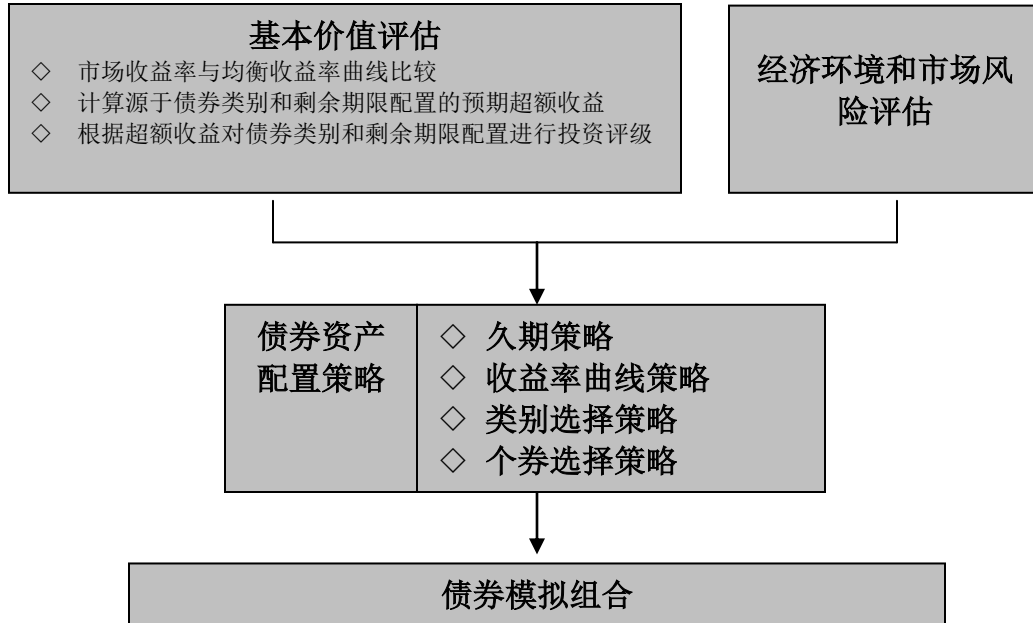 基本价值评估
◇ 市场收益率与均衡收益率曲线比较
◇ 计算源于债券类别和剩余期限配置的预期超额收益
◇ 根据超额收益对债券类别和剩余期限配置进行投资评级
经济环境和市场风
险评估
债券资产
配置策略
◇ 久期策略
◇ 收益率曲线策略
◇ 类别选择策略
◇ 个券选择策略
债券模拟组合